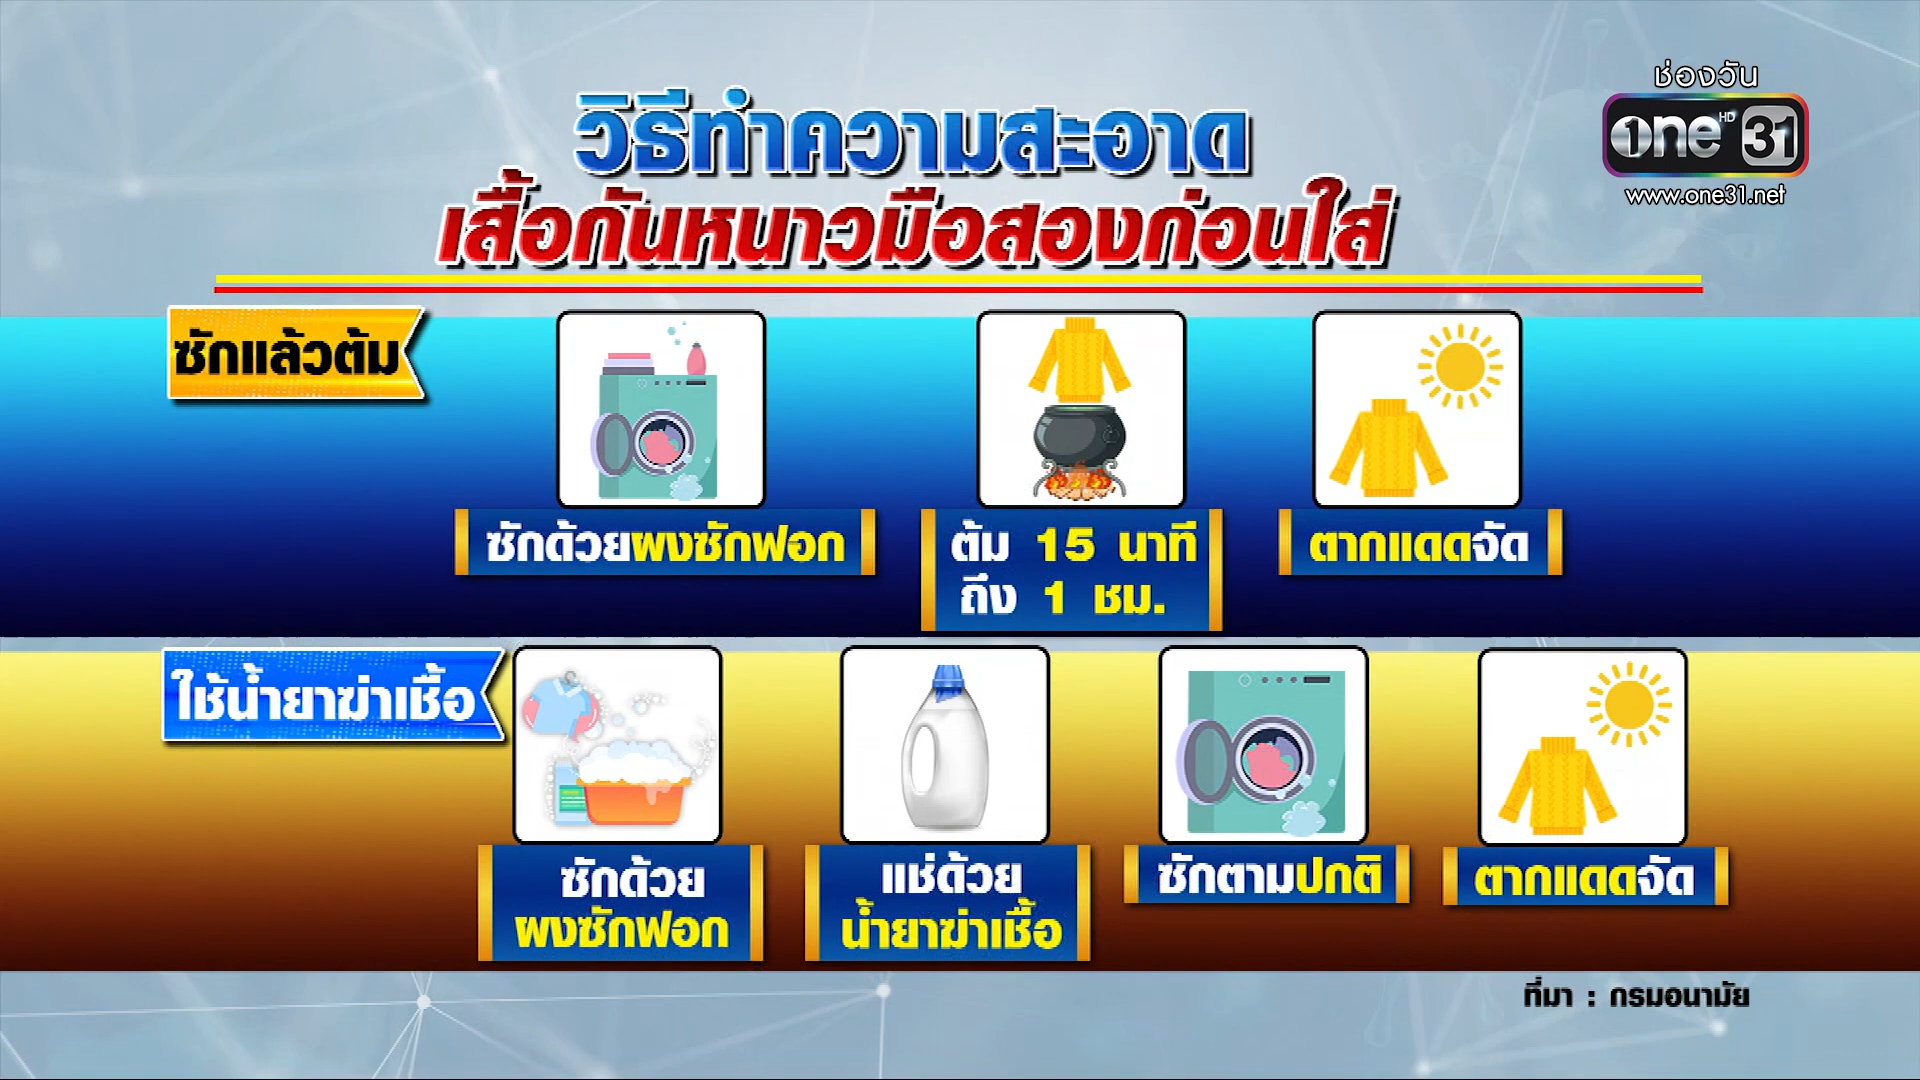 ช่องวัน
one HD 31
www.one31.net
วิธีทำความสะอาด
เสื้อกันหนาวมือสองก่อนใส่
ซักแล้วต้ม
ซักด้วยผงซักฟอก
ต้ม 15 นาที
ถึง 1 ชม.
ตากแดดจัด
ใช้น้ำยาฆ่าเชื้อ
ซักด้วย
ผงซักฟอก
แช่ด้วย
น้ำยาฆ่าเชื้อ
ซักตามปกติ
ตากแดดจัด
ที่มา : กรมอนามัย